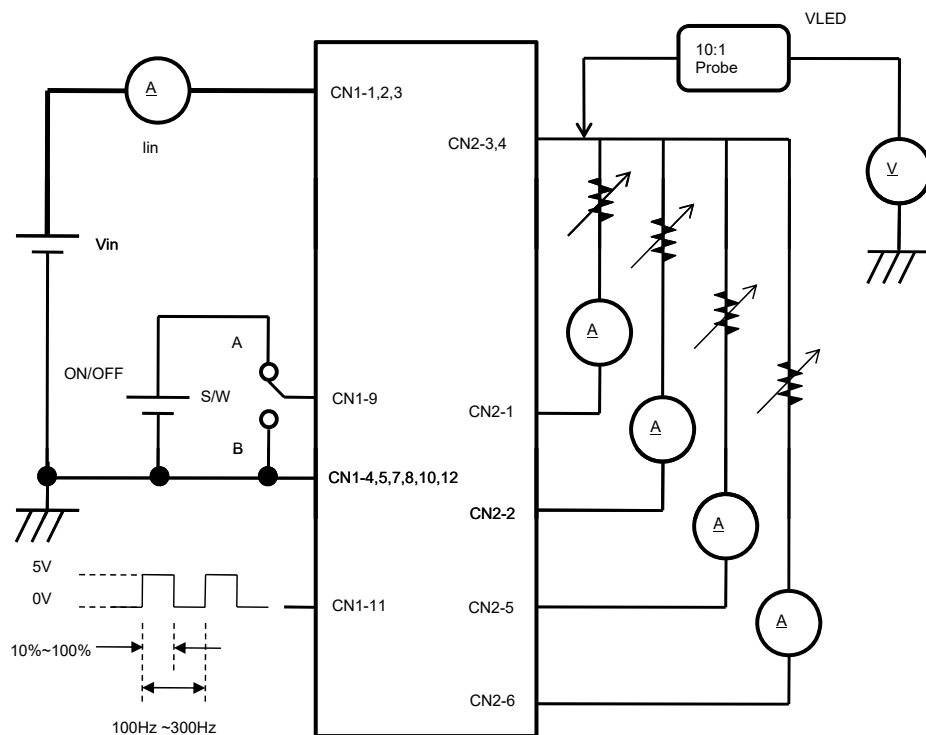 VLED
10:1
Probe
A
Iin
CN1-1,2,3
CN2-3,4
V
Vin
A
A
ON/OFF
S/W
CN1-9
CN2-1
A
B
CN1-4,5,7,8,10,12
CN2-2
A
5V
0V
CN1-11
CN2-5
A
10%~100%
CN2-6
100Hz ~300Hz